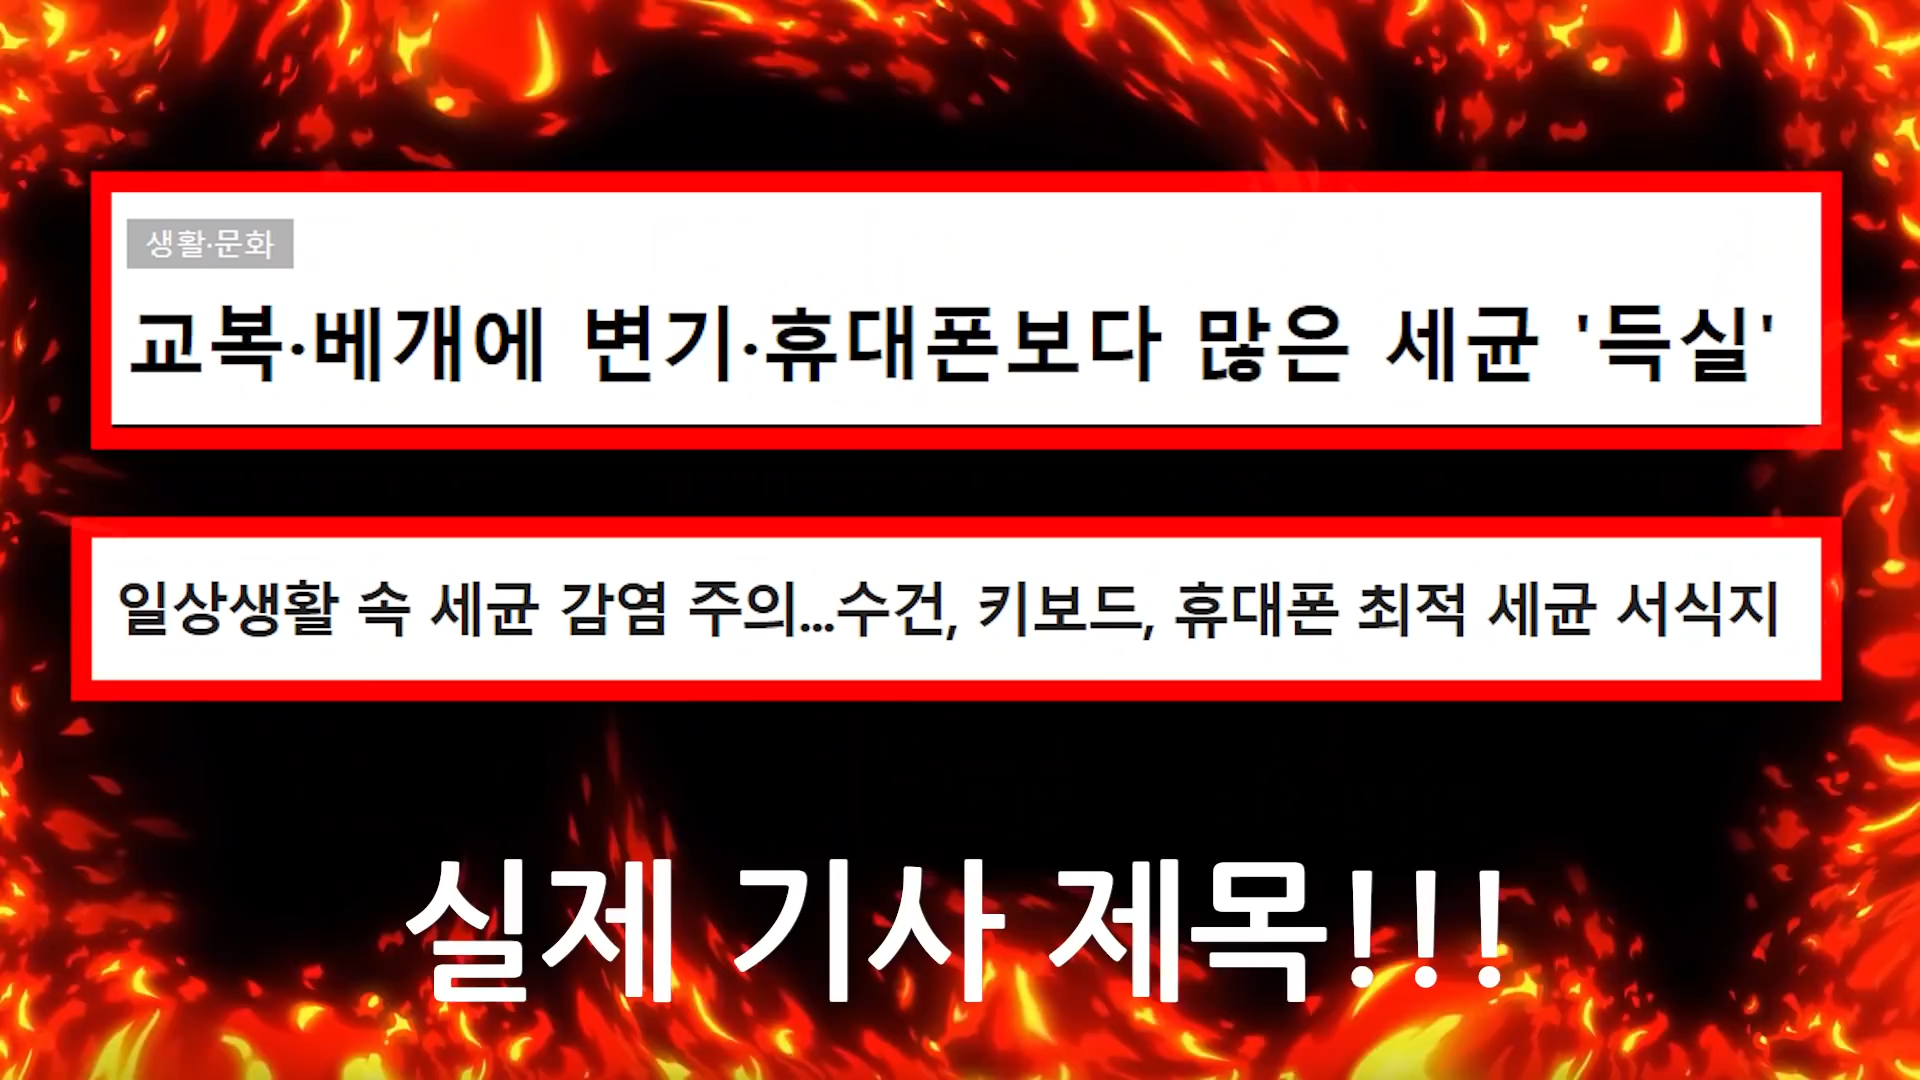 생활·문화
교복·베개에 변기·휴대폰보다 많은 세균 '득실'
일상생활 속 세균 감염 주의...수건, 키보드, 휴대폰 최적 세균 서식지
실제 기사 제목!!!